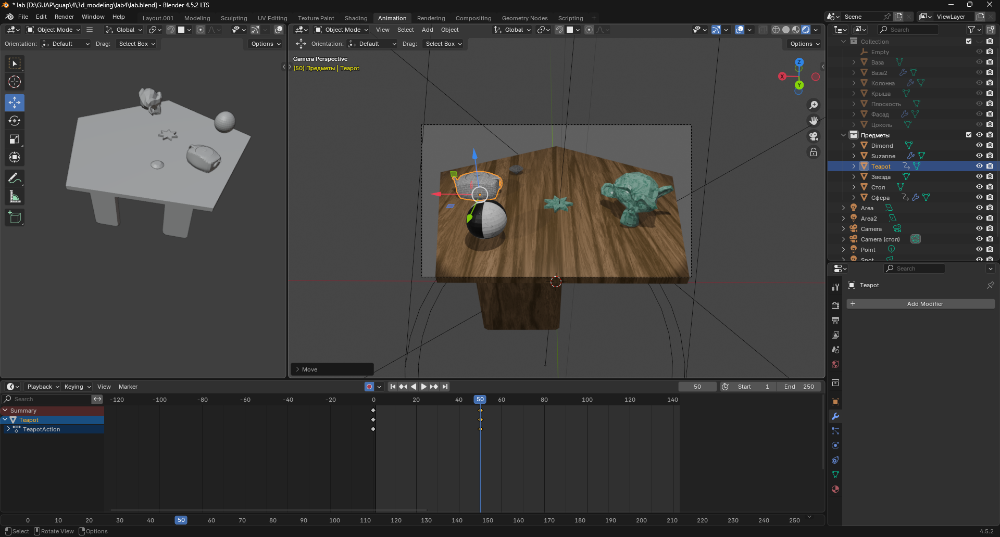 * lab [D:\GUAP\guap\4\3d_modeling\lab4\lab.blend] - Blender 4.5.2 LTS
File Edit Render Window Help
Layout.001 Modeling Sculpting UV Editing Texture Paint Shading Animation Rendering Compositing Geometry Nodes Scripting +
Scene
ViewLayer
Object Mode Global
Object Mode View Select Add Object Global
Search
Orientation: Default Drag: Select Box Options
Orientation: Default Drag: Select Box Options
Camera Perspective
(50) Предметы | Teapot
Z
X
Y
Move
Collection
Empty
Ваза
Ваза2
Колонна
Крыша
Плоскость
Фасад
Цоколь
Предметы
Dimond
Suzanne
Teapot
Звезда
Стол
Сфера
Area
Area2
Camera
Camera (стол)
Point
Spot
Search
Teapot
+ Add Modifier
Playback Keying View Marker
50 Start 1 End 250
Search
-120 -100 -80 -60 -40 -20 0 20 40 50 60 80 100 120 140
Summary
Teapot
TeapotAction
0 10 20 30 40 50 60 70 80 90 100 110 120 130 140 150 160 170 180 190 200 210 220 230 240 250
Select Rotate View Options
4.5.2